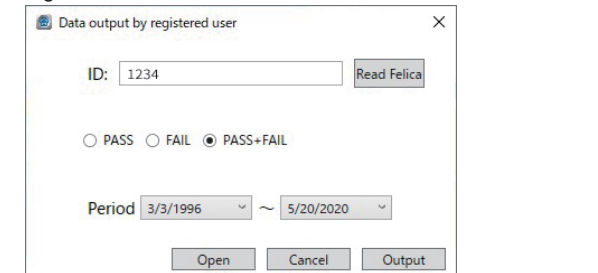 Data output by registered user
ID: 1234 Read Felica
PASS FAIL PASS+FAIL
Period 3/3/1996 ～ 5/20/2020
Open Cancel Output